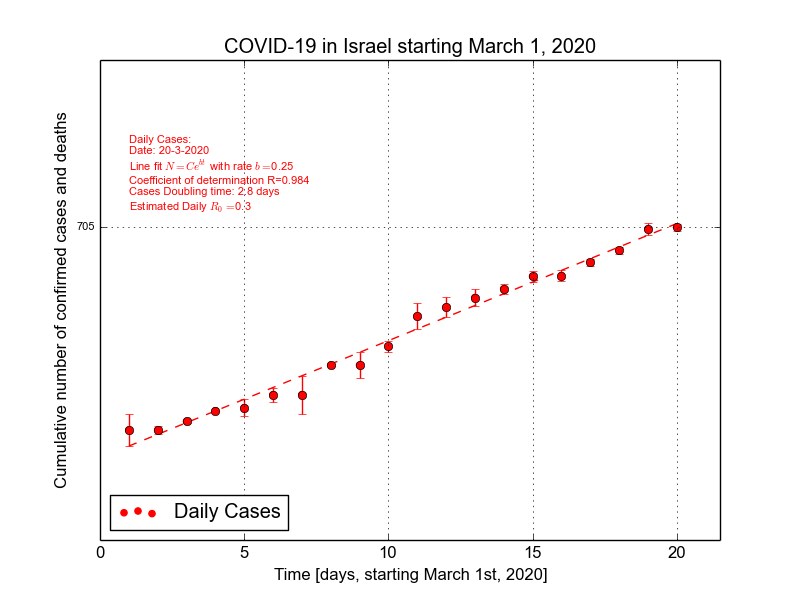 COVID-19 in Israel starting March 1, 2020
Cumulative number of confirmed cases and deaths
Daily Cases:
Date: 20-3-2020
Line fit N = Ce^{bt} with rate b =0.25
Coefficient of determination R=0.984
Cases Doubling time: 2.8 days
Estimated Daily R_0 =0.3
705
Daily Cases
0 5 10 15 20
Time [days, starting March 1st, 2020]